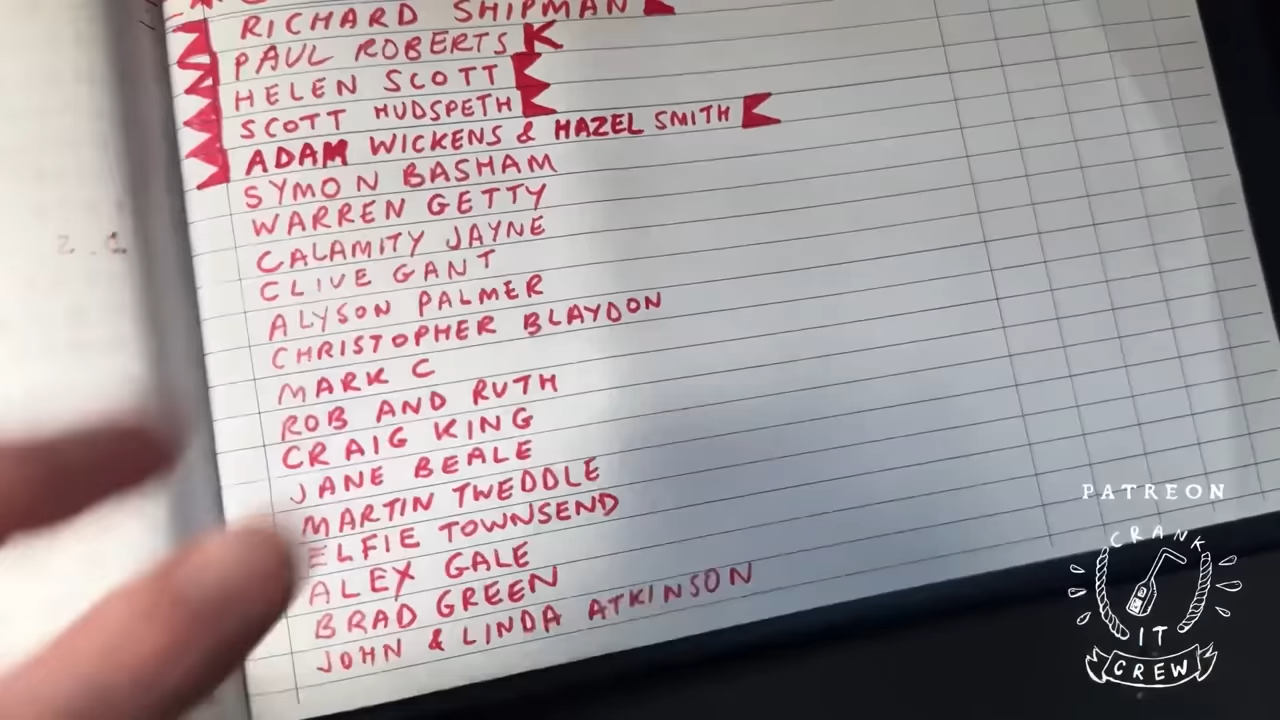 RICHARD SHIPMAN
PAUL ROBERTS
HELEN SCOTT
SCOTT HUDSPETH
ADAM WICKENS & HAZEL SMITH
SYMON BASHAM
WARREN GETTY
CALAMITY JAYNE
CLIVE GANT
ALYSON PALMER
CHRISTOPHER BLAYDON
MARK C
ROB AND RUTH
CRAIG KING
JANE BEALE
MARTIN TWEDDLE
ELFIE TOWNSEND
ALEX GALE
BRAD GREEN
JOHN & LINDA ATKINSON
PATREON
CRANK
IT
CREW